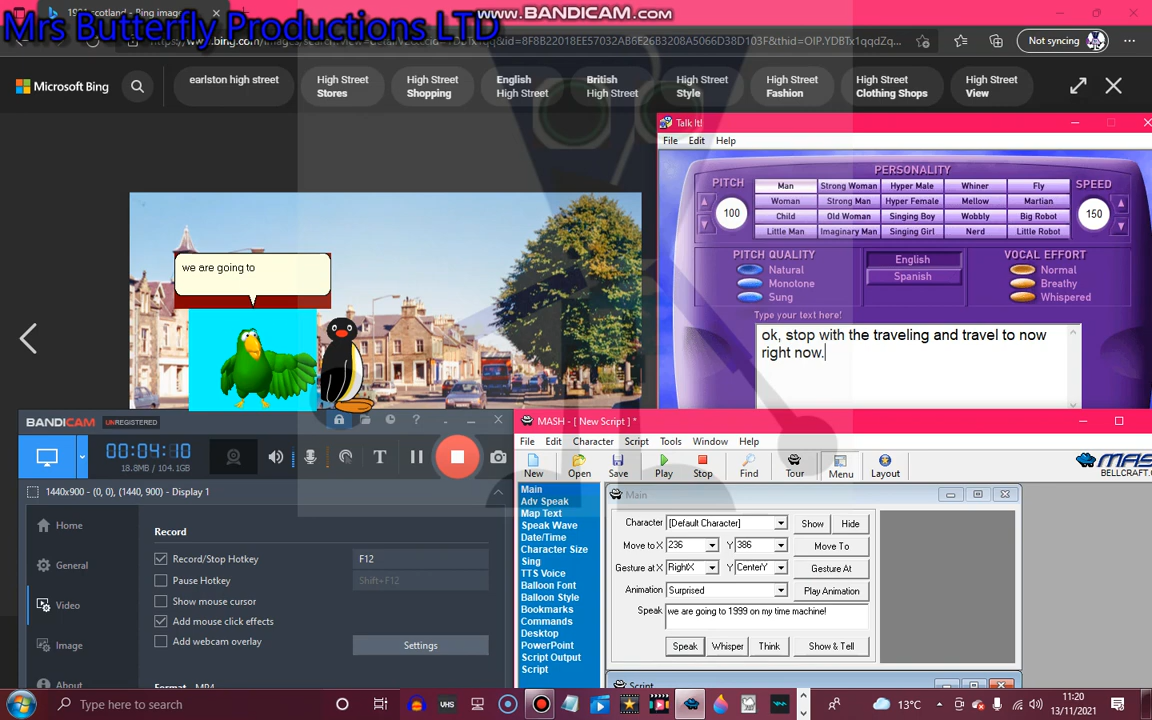 1991 scotland - Bing image
Mrs Butterfly Productions LTD
www.BANDICAM.com
Not syncing
Microsoft Bing
earlston high street
High Street Stores
High Street Shopping
English High Street
British High Street
High Street Style
High Street Fashion
High Street Clothing Shops
High Street View
Talk It!
File Edit Help
PERSONALITY
PITCH
SPEED
100
150
Man Strong Woman Hyper Male Whiner Fly
Woman Strong Man Hyper Female Mellow Martian
Child Old Woman Singing Boy Wobbly Big Robot
Little Man Imaginary Man Singing Girl Nerd Little Robot
PITCH QUALITY
Natural
Monotone
Sung
English
Spanish
VOCAL EFFORT
Normal
Breathy
Whispered
Type your text here!
ok, stop with the traveling and travel to now
right now.
we are going to
BANDICAM UNREGISTERED
00:04:10
18.8MB / 104.1GB
1440x900 - (0, 0), (1440, 900) - Display 1
Home
General
Video
Image
About
Record
Record/Stop Hotkey F12
Pause Hotkey Shift+F12
Show mouse cursor
Add mouse click effects
Add webcam overlay
Settings
Format - MP4
MASH - [ New Script ] *
File Edit Character Script Tools Window Help
New Open Save Play Stop Find Tour Menu Layout
BELLCRAFT
Main
Adv Speak
Map Text
Speak Wave
Date/Time
Character Size
Sing
TTS Voice
Balloon Font
Balloon Style
Bookmarks
Commands
Desktop
PowerPoint
Script Output
Script
Main
Character [Default Character] Show Hide
Move to X 236 Y 386 Move To
Gesture at X RightX Y CenterY Gesture At
Animation Surprised Play Animation
Speak we are going to 1999 on my time machine!
Speak Whisper Think Show & Tell
Script
Type here to search
VHS
13°C
11:20
13/11/2021